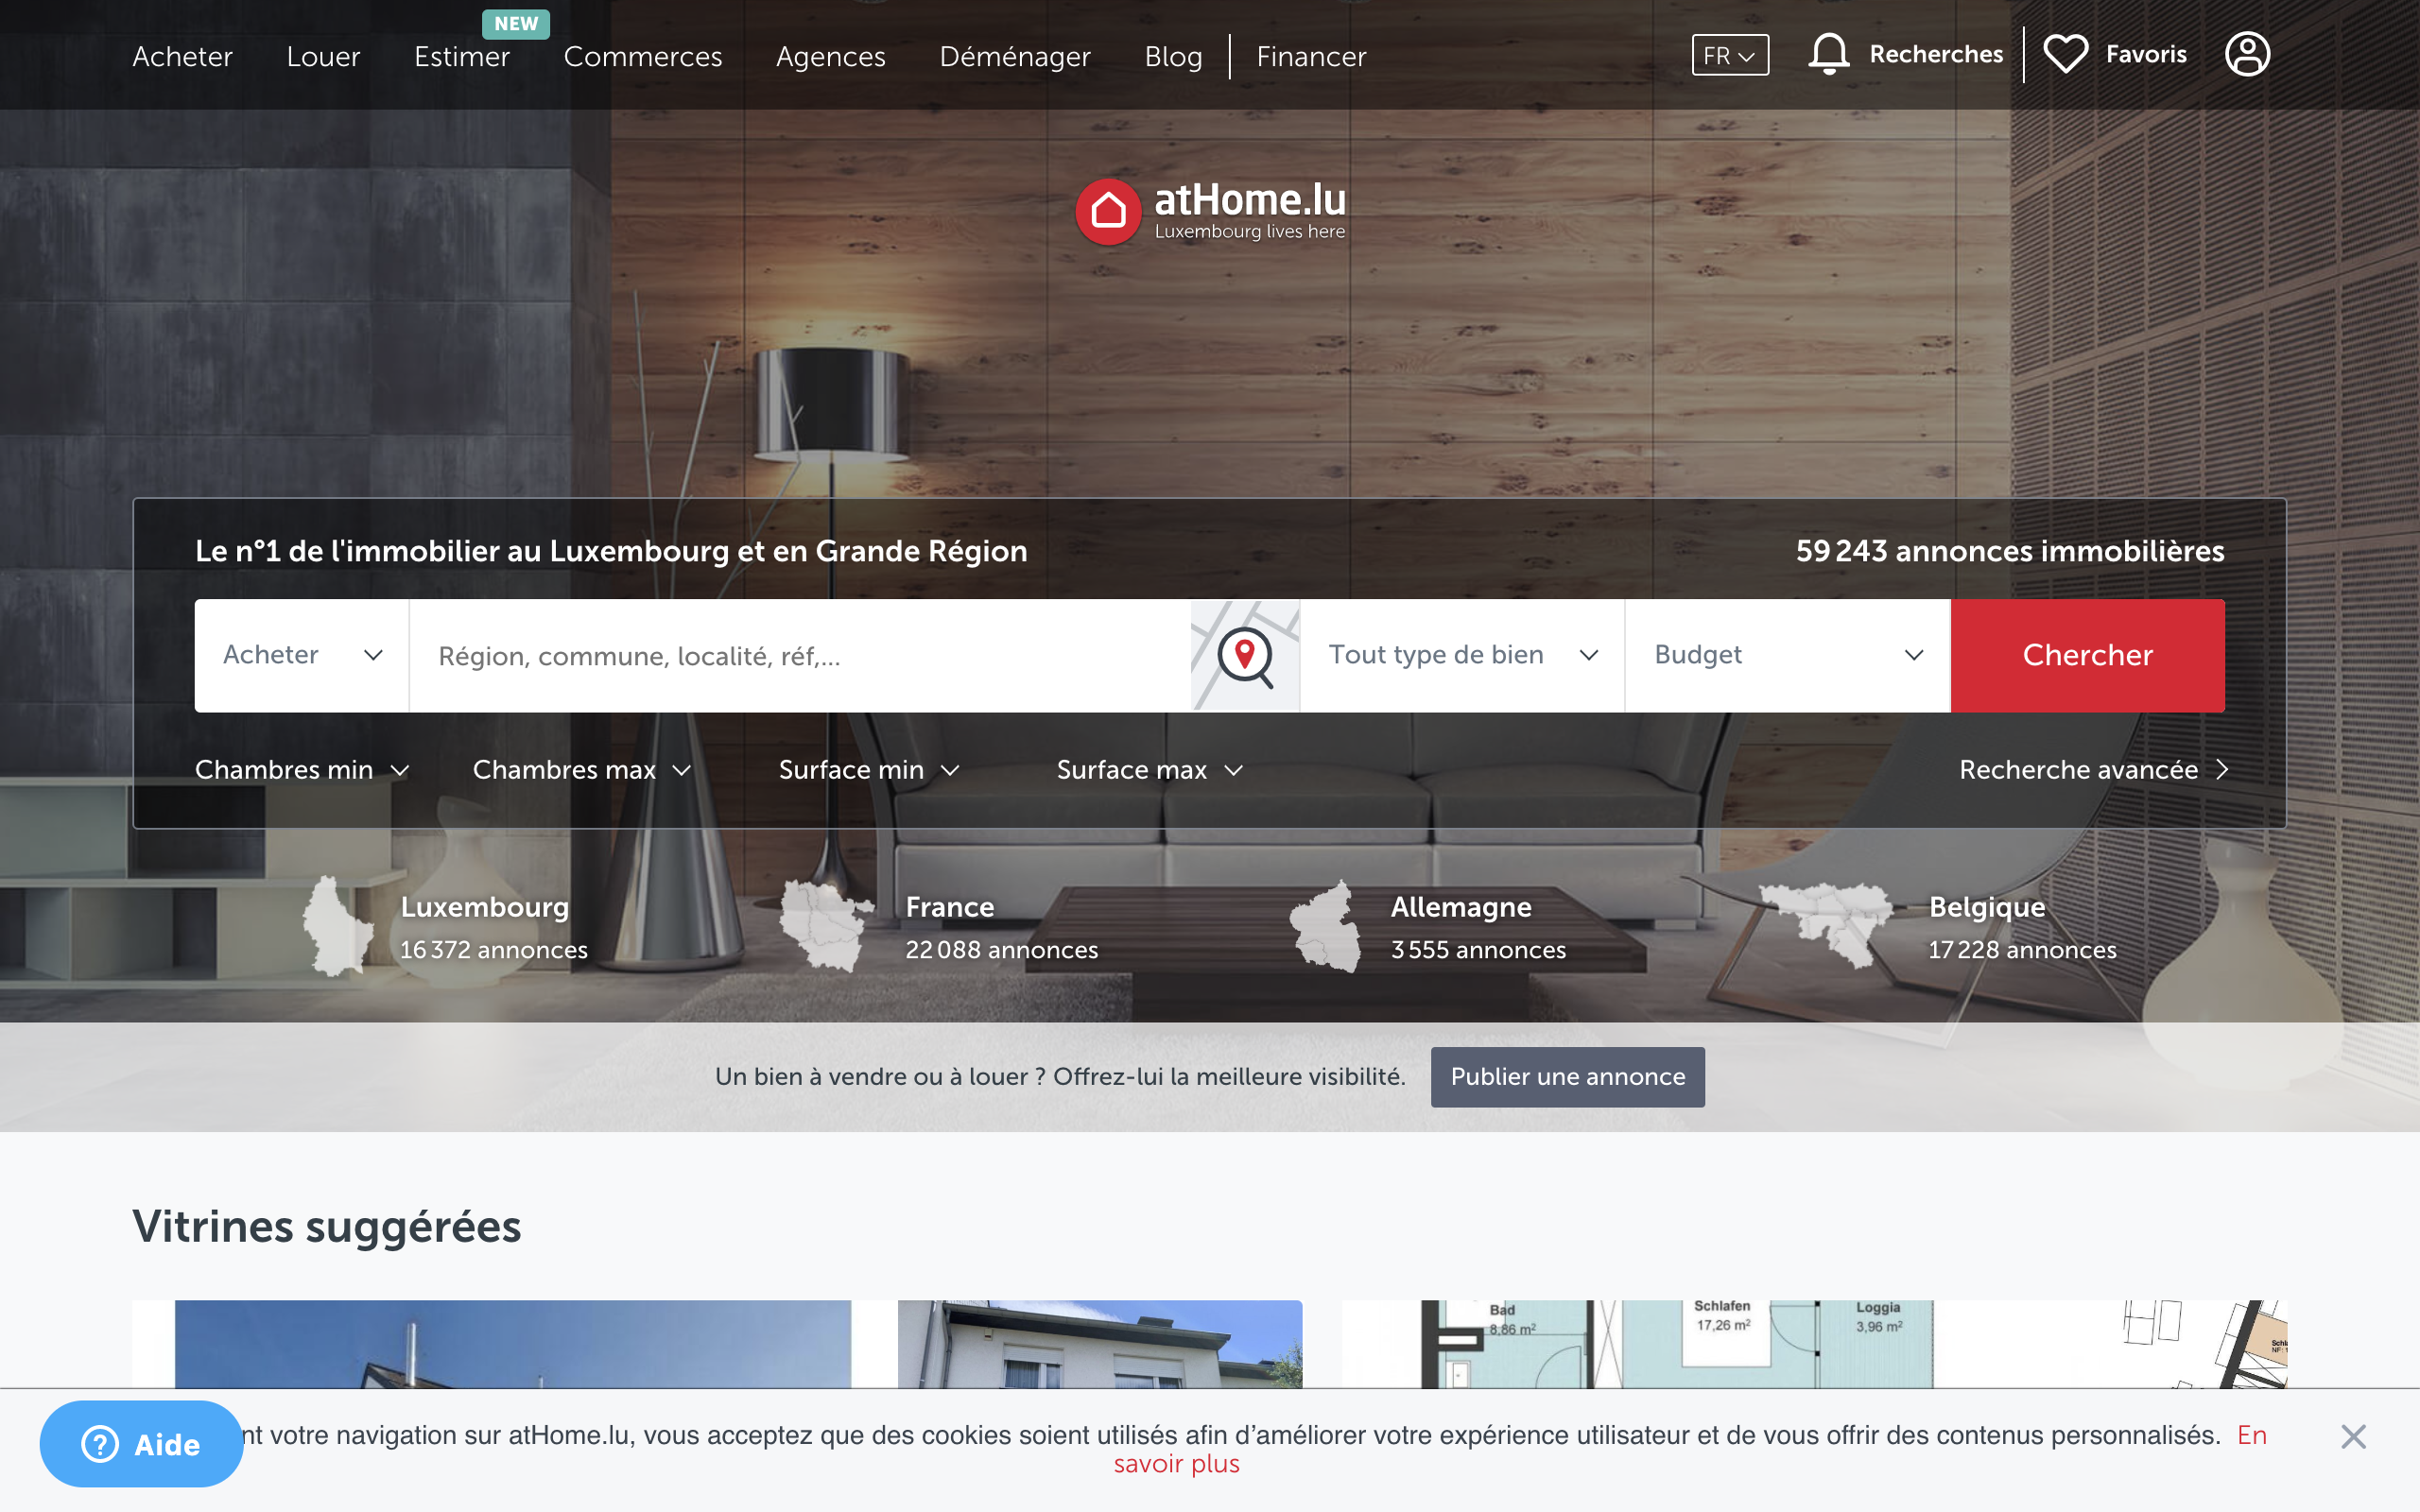 NEW
Acheter Louer Estimer Commerces Agences Déménager Blog Financer FR Recherches Favoris
atHome.lu
Luxembourg lives here
Le n°1 de l'immobilier au Luxembourg et en Grande Région 59 243 annonces immobilières
Acheter Région, commune, localité, réf,... Tout type de bien Budget Chercher
Chambres min Chambres max Surface min Surface max Recherche avancée
Luxembourg France Allemagne Belgique
16 372 annonces 22 088 annonces 3 555 annonces 17 228 annonces
Un bien à vendre ou à louer ? Offrez-lui la meilleure visibilité. Publier une annonce
Vitrines suggérées
Bad Schlafen Loggia
8,86 m² 17,26 m² 3,96 m²
Aide nt votre navigation sur atHome.lu, vous acceptez que des cookies soient utilisés afin d’améliorer votre expérience utilisateur et de vous offrir des contenus personnalisés. En
savoir plus